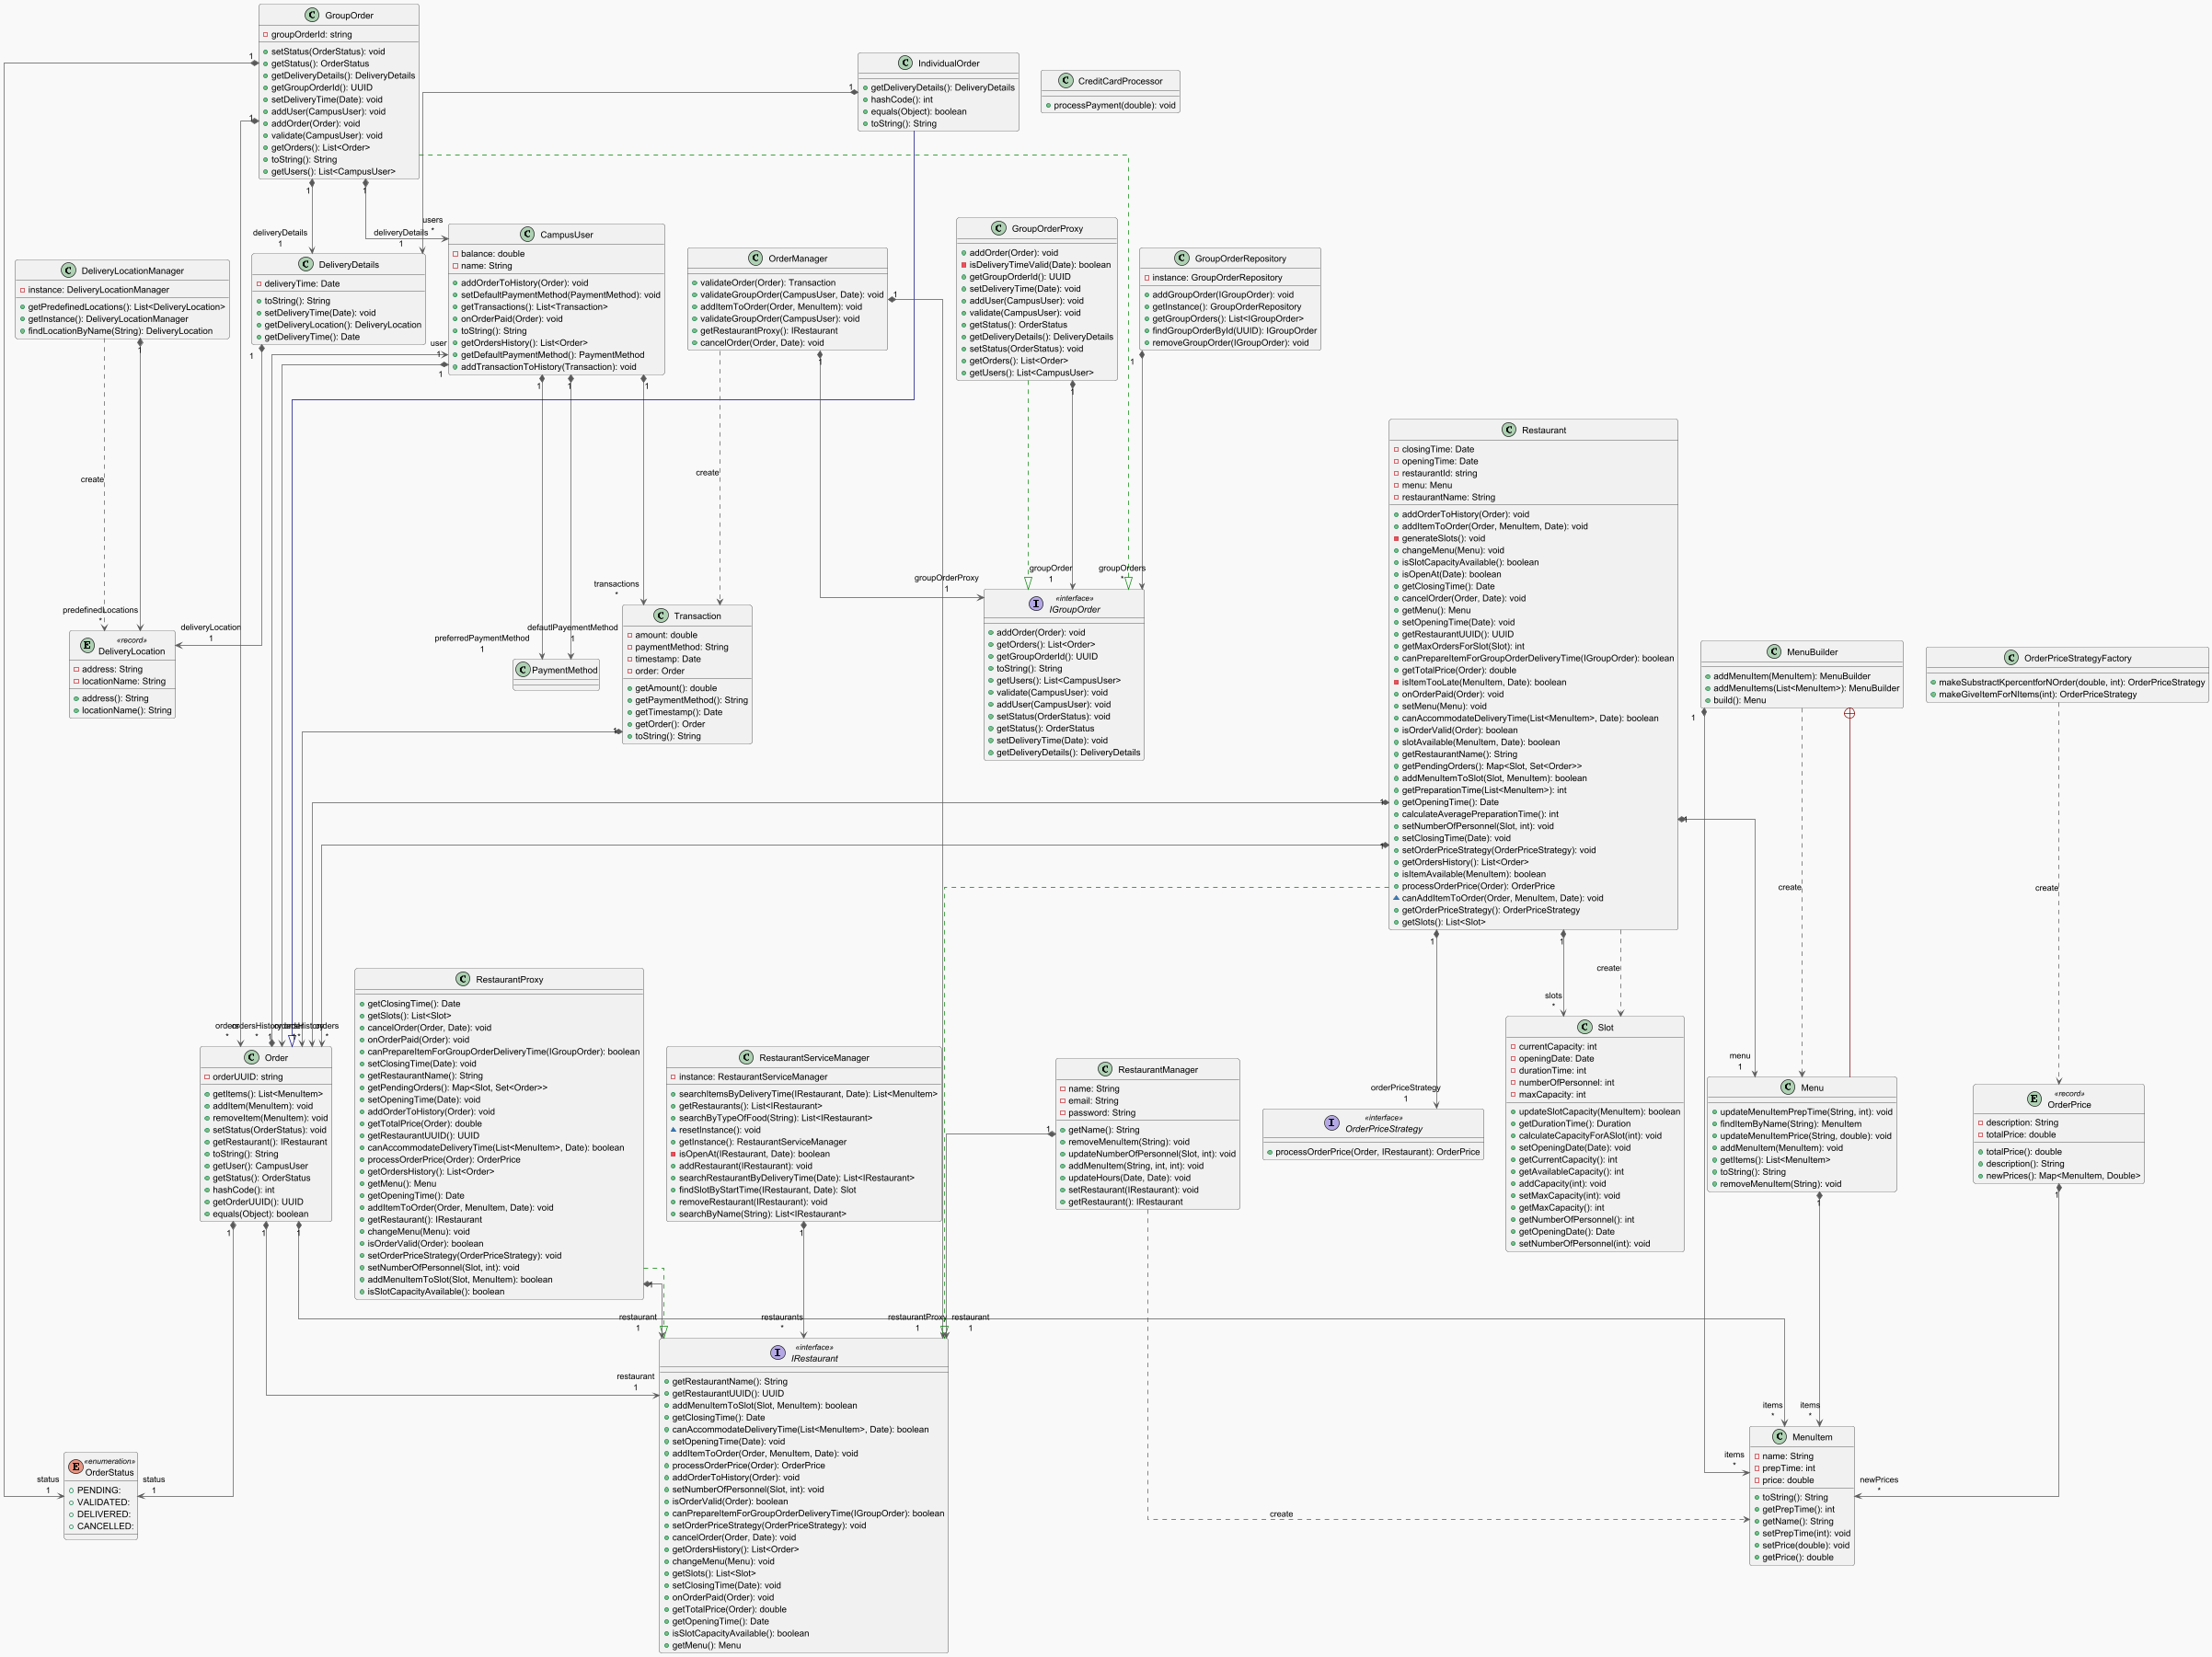 GroupOrder
groupOrderId: string
setStatus(OrderStatus): void
getStatus(): OrderStatus
getDeliveryDetails(): DeliveryDetails
getGroupOrderId(): UUID
setDeliveryTime(Date): void
addUser(CampusUser): void
addOrder(Order): void
validate(CampusUser): void
getOrders(): List<Order>
toString(): String
getUsers(): List<CampusUser>
1
1
1
1
IndividualOrder
getDeliveryDetails(): DeliveryDetails
hashCode(): int
equals(Object): boolean
toString(): String
1
CreditCardProcessor
processPayment(double): void
deliveryDetails
1
users
*
deliveryDetails
1
DeliveryLocationManager
instance: DeliveryLocationManager
getPredefinedLocations(): List<DeliveryLocation>
getInstance(): DeliveryLocationManager
findLocationByName(String): DeliveryLocation
1
DeliveryDetails
deliveryTime: Date
toString(): String
setDeliveryTime(Date): void
getDeliveryLocation(): DeliveryLocation
getDeliveryTime(): Date
1
CampusUser
balance: double
name: String
addOrderToHistory(Order): void
setDefaultPaymentMethod(PaymentMethod): void
getTransactions(): List<Transaction>
onOrderPaid(Order): void
toString(): String
getOrdersHistory(): List<Order>
getDefaultPaymentMethod(): PaymentMethod
addTransactionToHistory(Transaction): void
user
1
1
1
1
1
OrderManager
validateOrder(Order): Transaction
validateGroupOrder(CampusUser, Date): void
addItemToOrder(Order, MenuItem): void
validateGroupOrder(CampusUser): void
getRestaurantProxy(): IRestaurant
cancelOrder(Order, Date): void
1
1
GroupOrderProxy
addOrder(Order): void
isDeliveryTimeValid(Date): boolean
getGroupOrderId(): UUID
setDeliveryTime(Date): void
addUser(CampusUser): void
validate(CampusUser): void
getStatus(): OrderStatus
getDeliveryDetails(): DeliveryDetails
setStatus(OrderStatus): void
getOrders(): List<Order>
getUsers(): List<CampusUser>
1
GroupOrderRepository
instance: GroupOrderRepository
addGroupOrder(IGroupOrder): void
getInstance(): GroupOrderRepository
getGroupOrders(): List<IGroupOrder>
findGroupOrderById(UUID): IGroupOrder
removeGroupOrder(IGroupOrder): void
1
Restaurant
closingTime: Date
openingTime: Date
restaurantId: string
menu: Menu
restaurantName: String
addOrderToHistory(Order): void
addItemToOrder(Order, MenuItem, Date): void
generateSlots(): void
changeMenu(Menu): void
isSlotCapacityAvailable(): boolean
isOpenAt(Date): boolean
getClosingTime(): Date
cancelOrder(Order, Date): void
getMenu(): Menu
setOpeningTime(Date): void
getRestaurantUUID(): UUID
getMaxOrdersForSlot(Slot): int
canPrepareItemForGroupOrderDeliveryTime(IGroupOrder): boolean
getTotalPrice(Order): double
isItemTooLate(MenuItem, Date): boolean
onOrderPaid(Order): void
setMenu(Menu): void
canAccommodateDeliveryTime(List<MenuItem>, Date): boolean
isOrderValid(Order): boolean
slotAvailable(MenuItem, Date): boolean
getRestaurantName(): String
getPendingOrders(): Map<Slot, Set<Order>>
addMenuItemToSlot(Slot, MenuItem): boolean
getPreparationTime(List<MenuItem>): int
getOpeningTime(): Date
calculateAveragePreparationTime(): int
setNumberOfPersonnel(Slot, int): void
setClosingTime(Date): void
setOrderPriceStrategy(OrderPriceStrategy): void
getOrdersHistory(): List<Order>
isItemAvailable(MenuItem): boolean
processOrderPrice(Order): OrderPrice
canAddItemToOrder(Order, MenuItem, Date): void
getOrderPriceStrategy(): OrderPriceStrategy
getSlots(): List<Slot>
1
1
1
1
1
create
create
predefinedLocations
*
deliveryLocation
1
«record»
DeliveryLocation
address: String
locationName: String
address(): String
locationName(): String
preferredPaymentMethod
1
defautlPayementMethod
1
PaymentMethod
transactions
*
Transaction
amount: double
paymentMethod: String
timestamp: Date
order: Order
getAmount(): double
getPaymentMethod(): String
getTimestamp(): Date
getOrder(): Order
toString(): String
1
groupOrderProxy
1
groupOrder
1
groupOrders
*
«interface»
IGroupOrder
addOrder(Order): void
getOrders(): List<Order>
getGroupOrderId(): UUID
toString(): String
getUsers(): List<CampusUser>
validate(CampusUser): void
addUser(CampusUser): void
setStatus(OrderStatus): void
getStatus(): OrderStatus
setDeliveryTime(Date): void
getDeliveryDetails(): DeliveryDetails
MenuBuilder
addMenuItem(MenuItem): MenuBuilder
addMenuItems(List<MenuItem>): MenuBuilder
build(): Menu
1
OrderPriceStrategyFactory
makeSubstractKpercentforNOrder(double, int): OrderPriceStrategy
makeGiveItemForNItems(int): OrderPriceStrategy
create
create
create
RestaurantProxy
getClosingTime(): Date
getSlots(): List<Slot>
cancelOrder(Order, Date): void
onOrderPaid(Order): void
canPrepareItemForGroupOrderDeliveryTime(IGroupOrder): boolean
setClosingTime(Date): void
getRestaurantName(): String
getPendingOrders(): Map<Slot, Set<Order>>
setOpeningTime(Date): void
addOrderToHistory(Order): void
getTotalPrice(Order): double
getRestaurantUUID(): UUID
canAccommodateDeliveryTime(List<MenuItem>, Date): boolean
processOrderPrice(Order): OrderPrice
getOrdersHistory(): List<Order>
getMenu(): Menu
getOpeningTime(): Date
addItemToOrder(Order, MenuItem, Date): void
getRestaurant(): IRestaurant
changeMenu(Menu): void
isOrderValid(Order): boolean
setOrderPriceStrategy(OrderPriceStrategy): void
setNumberOfPersonnel(Slot, int): void
addMenuItemToSlot(Slot, MenuItem): boolean
isSlotCapacityAvailable(): boolean
orders
*
ordersHistory
*
orders
*
Order
orderUUID: string
getItems(): List<MenuItem>
addItem(MenuItem): void
removeItem(MenuItem): void
setStatus(OrderStatus): void
getRestaurant(): IRestaurant
toString(): String
getUser(): CampusUser
getStatus(): OrderStatus
hashCode(): int
getOrderUUID(): UUID
equals(Object): boolean
1
1
1
RestaurantServiceManager
instance: RestaurantServiceManager
searchItemsByDeliveryTime(IRestaurant, Date): List<MenuItem>
getRestaurants(): List<IRestaurant>
searchByTypeOfFood(String): List<IRestaurant>
resetInstance(): void
getInstance(): RestaurantServiceManager
isOpenAt(IRestaurant, Date): boolean
addRestaurant(IRestaurant): void
searchRestaurantByDeliveryTime(Date): List<IRestaurant>
findSlotByStartTime(IRestaurant, Date): Slot
removeRestaurant(IRestaurant): void
searchByName(String): List<IRestaurant>
1
RestaurantManager
name: String
email: String
password: String
getName(): String
removeMenuItem(String): void
updateNumberOfPersonnel(Slot, int): void
addMenuItem(String, int, int): void
updateHours(Date, Date): void
setRestaurant(IRestaurant): void
getRestaurant(): IRestaurant
1
orderPriceStrategy
1
«interface»
OrderPriceStrategy
processOrderPrice(Order, IRestaurant): OrderPrice
slots
*
Slot
currentCapacity: int
openingDate: Date
durationTime: int
numberOfPersonnel: int
maxCapacity: int
updateSlotCapacity(MenuItem): boolean
getDurationTime(): Duration
calculateCapacityForASlot(int): void
setOpeningDate(Date): void
getCurrentCapacity(): int
getAvailableCapacity(): int
addCapacity(int): void
setMaxCapacity(int): void
getMaxCapacity(): int
getNumberOfPersonnel(): int
getOpeningDate(): Date
setNumberOfPersonnel(int): void
menu
1
Menu
updateMenuItemPrepTime(String, int): void
findItemByName(String): MenuItem
updateMenuItemPrice(String, double): void
addMenuItem(MenuItem): void
getItems(): List<MenuItem>
toString(): String
removeMenuItem(String): void
1
«record»
OrderPrice
description: String
totalPrice: double
totalPrice(): double
description(): String
newPrices(): Map<MenuItem, Double>
1
restaurant
1
restaurants
*
restaurantProxy
1
restaurant
1
restaurant
1
«interface»
IRestaurant
getRestaurantName(): String
getRestaurantUUID(): UUID
addMenuItemToSlot(Slot, MenuItem): boolean
getClosingTime(): Date
canAccommodateDeliveryTime(List<MenuItem>, Date): boolean
setOpeningTime(Date): void
addItemToOrder(Order, MenuItem, Date): void
processOrderPrice(Order): OrderPrice
addOrderToHistory(Order): void
setNumberOfPersonnel(Slot, int): void
isOrderValid(Order): boolean
canPrepareItemForGroupOrderDeliveryTime(IGroupOrder): boolean
setOrderPriceStrategy(OrderPriceStrategy): void
cancelOrder(Order, Date): void
getOrdersHistory(): List<Order>
changeMenu(Menu): void
getSlots(): List<Slot>
setClosingTime(Date): void
onOrderPaid(Order): void
getTotalPrice(Order): double
getOpeningTime(): Date
isSlotCapacityAvailable(): boolean
getMenu(): Menu
status
1
«enumeration»
OrderStatus
PENDING:
VALIDATED:
DELIVERED:
CANCELLED:
status
1
create
items
*
items
*
items
*
newPrices
*
MenuItem
name: String
prepTime: int
price: double
toString(): String
getPrepTime(): int
getName(): String
setPrepTime(int): void
setPrice(double): void
getPrice(): double